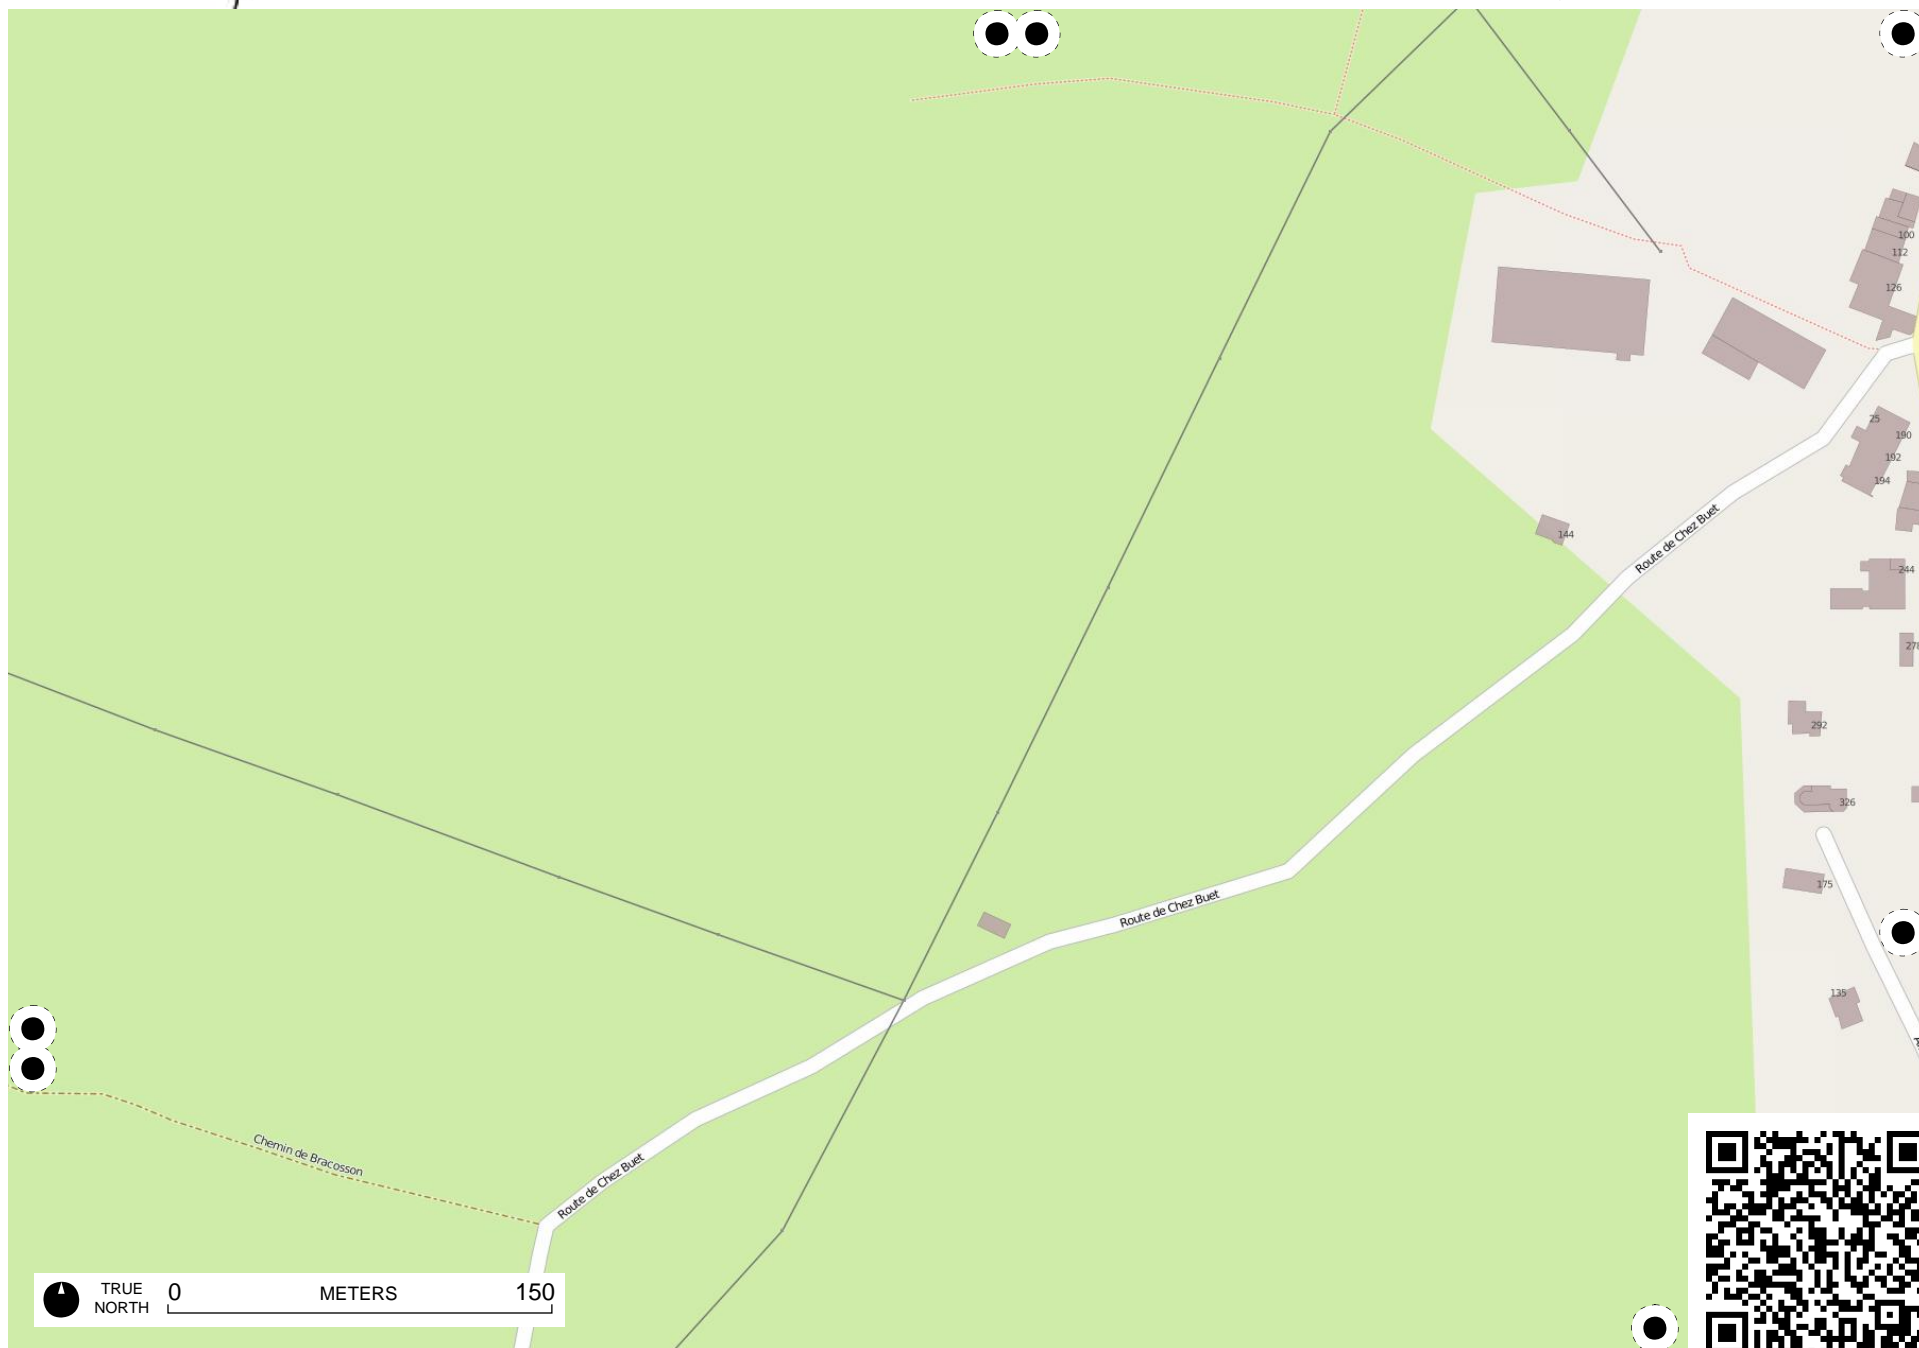 100
112
126
25
190
192
194
144
Route de Chez Buet
244
278
292
326
175
Route de Chez Buet
135
Chemin de Bracosson
Route de Chez Buet
TRUE NORTH
0 METERS 150